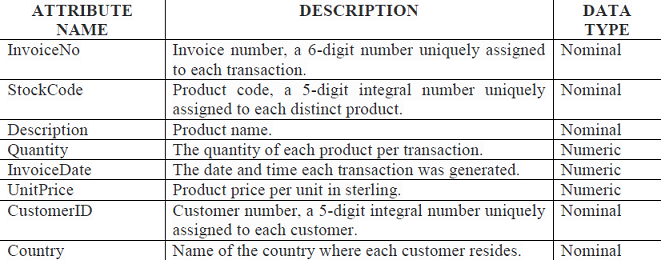 ATTRIBUTE NAME DESCRIPTION DATA TYPE
InvoiceNo Invoice number, a 6-digit number uniquely assigned Nominal
to each transaction.
StockCode Product code, a 5-digit integral number uniquely Nominal
assigned to each distinct product.
Description Product name. Nominal
Quantity The quantity of each product per transaction. Numeric
InvoiceDate The date and time each transaction was generated. Numeric
UnitPrice Product price per unit in sterling. Numeric
CustomerID Customer number, a 5-digit integral number uniquely Nominal
assigned to each customer.
Country Name of the country where each customer resides. Nominal